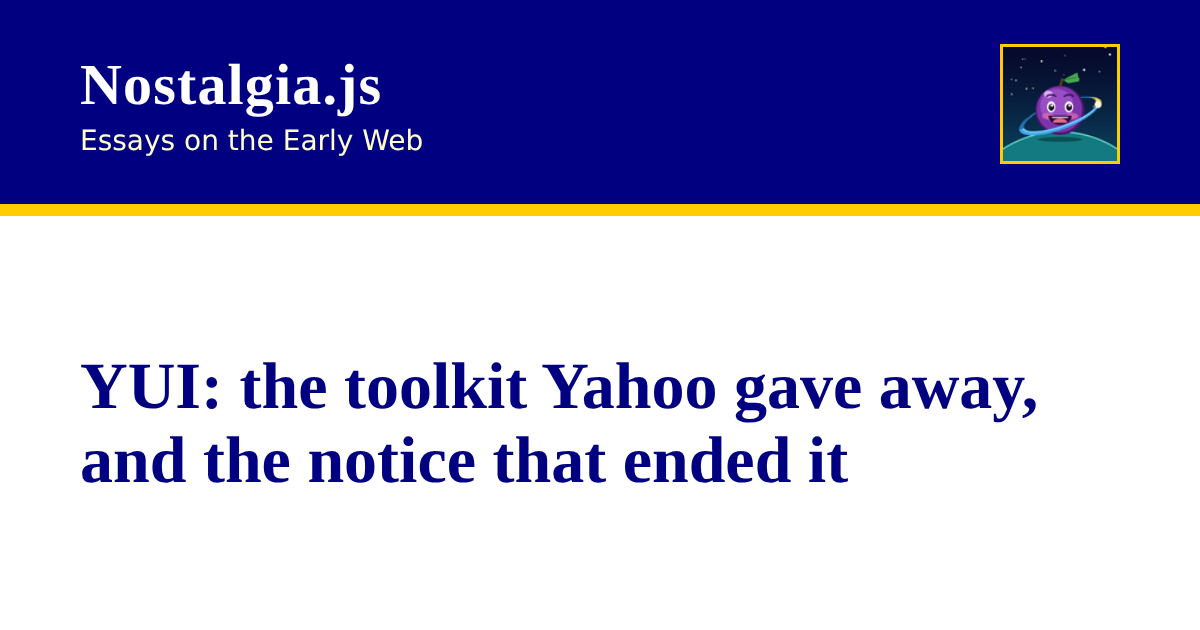 Nostalgia.js
Essays on the Early Web
YUI: the toolkit Yahoo gave away,
and the notice that ended it